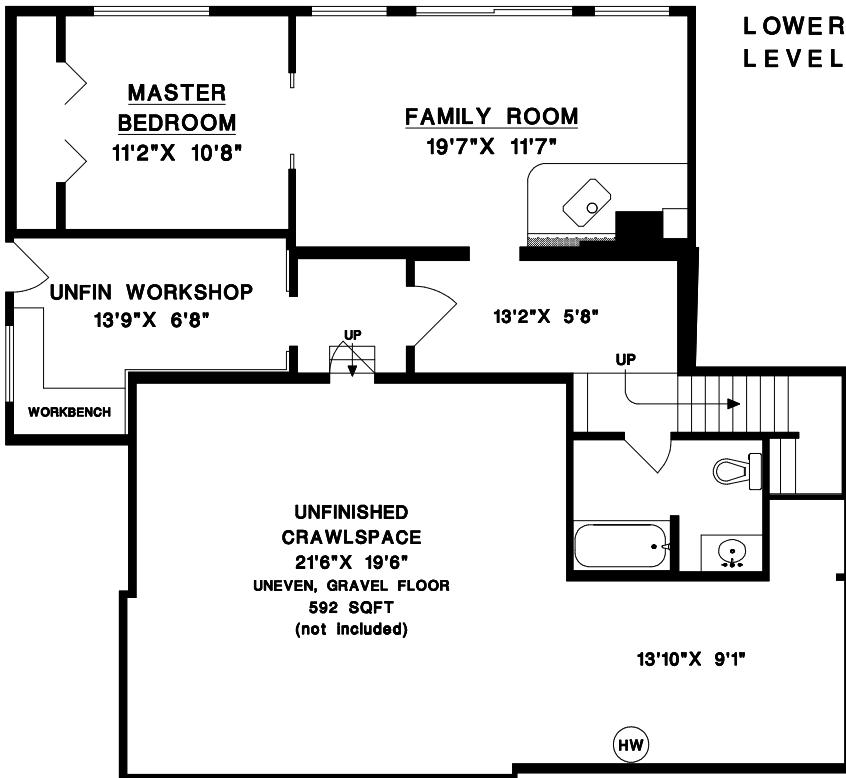 LOWER
LEVEL
MASTER
BEDROOM
11'2"X 10'8"
FAMILY ROOM
19'7"X 11'7"
UNFIN WORKSHOP
13'9"X 6'8"
13'2"X 5'8"
UP
UP
WORKBENCH
UNFINISHED
CRAWLSPACE
21'6"X 19'6"
UNEVEN, GRAVEL FLOOR
592 SQFT
(not included)
13'10"X 9'1"
HW